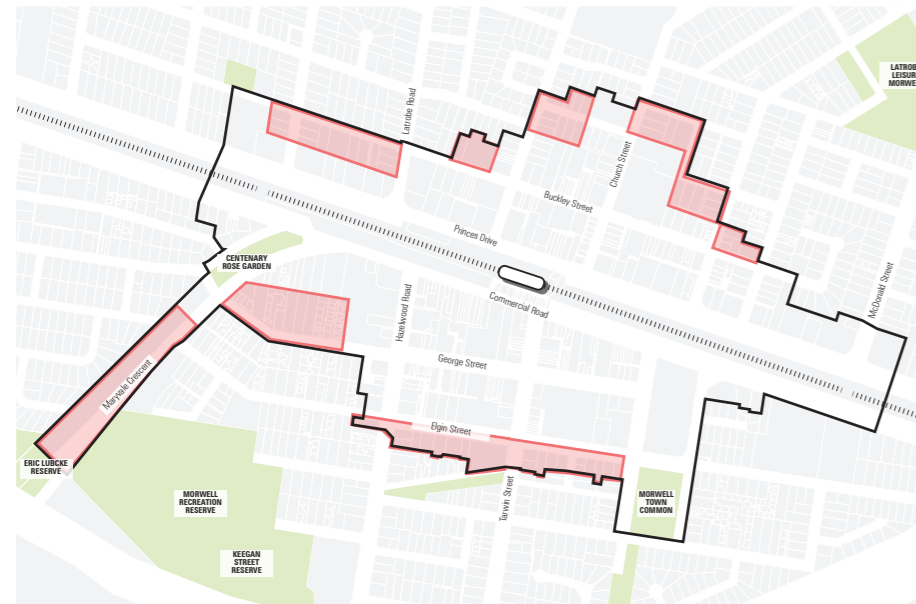 LATROBE
LEISURE
MORWE
Latrobe Road
Church Street
Buckley Street
Princes Drive
CENTENARY
ROSE GARDEN
McDonald Street
Commercial Road
Hazelwood Road
George Street
Maryvale Crescent
Elgin Street
ERIC LUBCKE
RESERVE
MORWELL
RECREATION
RESERVE
Tarwin Street
MORWELL
TOWN
COMMON
KEEGAN
STREET
RESERVE